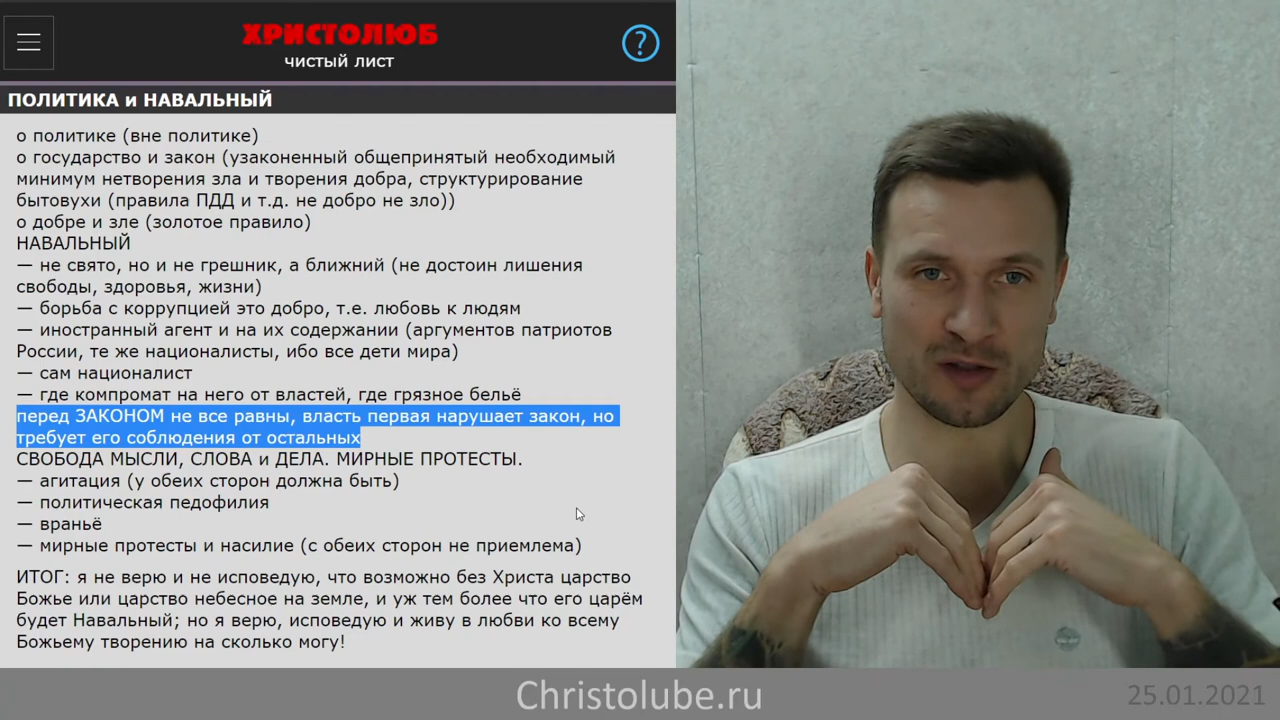 ХРИСТОЛЮБ
чистый лист
?
ПОЛИТИКА и НАВАЛЬНЫЙ
о политике (вне политике)
о государство и закон (узаконенный общепринятый необходимый
минимум нетворения зла и творения добра, структурирование
бытовухи (правила ПДД и т.д. не добро не зло))
о добре и зле (золотое правило)
НАВАЛЬНЫЙ
— не свято, но и не грешник, а ближний (не достоин лишения
свободы, здоровья, жизни)
— борьба с коррупцией это добро, т.е. любовь к людям
— иностранный агент и на их содержании (аргументов патриотов
России, те же националисты, ибо все дети мира)
— сам националист
— где компромат на него от властей, где грязное бельё
перед ЗАКОНОМ не все равны, власть первая нарушает закон, но
требует его соблюдения от остальных
СВОБОДА МЫСЛИ, СЛОВА и ДЕЛА. МИРНЫЕ ПРОТЕСТЫ.
— агитация (у обеих сторон должна быть)
— политическая педофилия
— враньё
— мирные протесты и насилие (с обеих сторон не приемлема)
ИТОГ: я не верю и не исповедую, что возможно без Христа царство
Божье или царство небесное на земле, и уж тем более что его царём
будет Навальный; но я верю, исповедую и живу в любви ко всему
Божьему творению на сколько могу!
Christolube.ru
25.01.2021